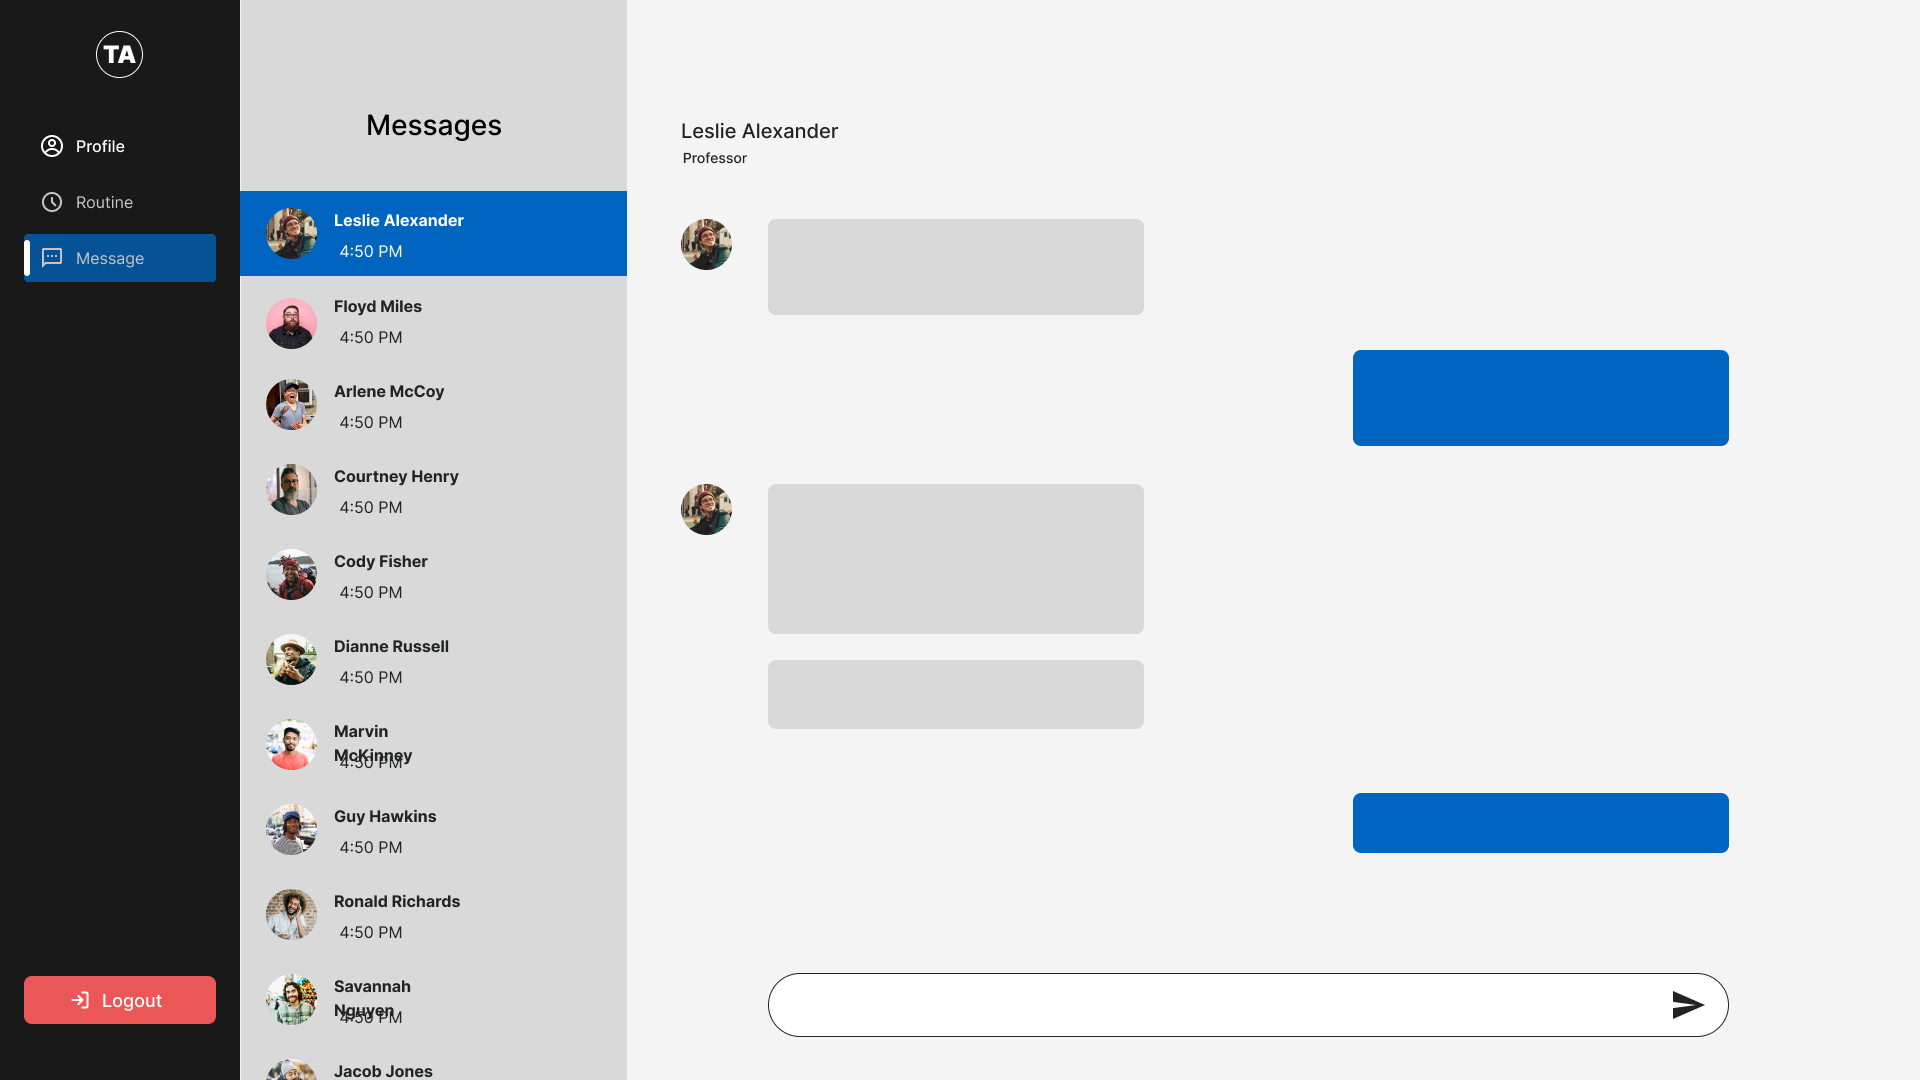 TA
Profile
Routine
Message
Logout
Messages
Leslie Alexander
4:50 PM
Floyd Miles
4:50 PM
Arlene McCoy
4:50 PM
Courtney Henry
4:50 PM
Cody Fisher
4:50 PM
Dianne Russell
4:50 PM
Marvin
McKinney
4:50 PM
Guy Hawkins
4:50 PM
Ronald Richards
4:50 PM
Savannah
Nguyen
4:50 PM
Jacob Jones
Leslie Alexander
Professor